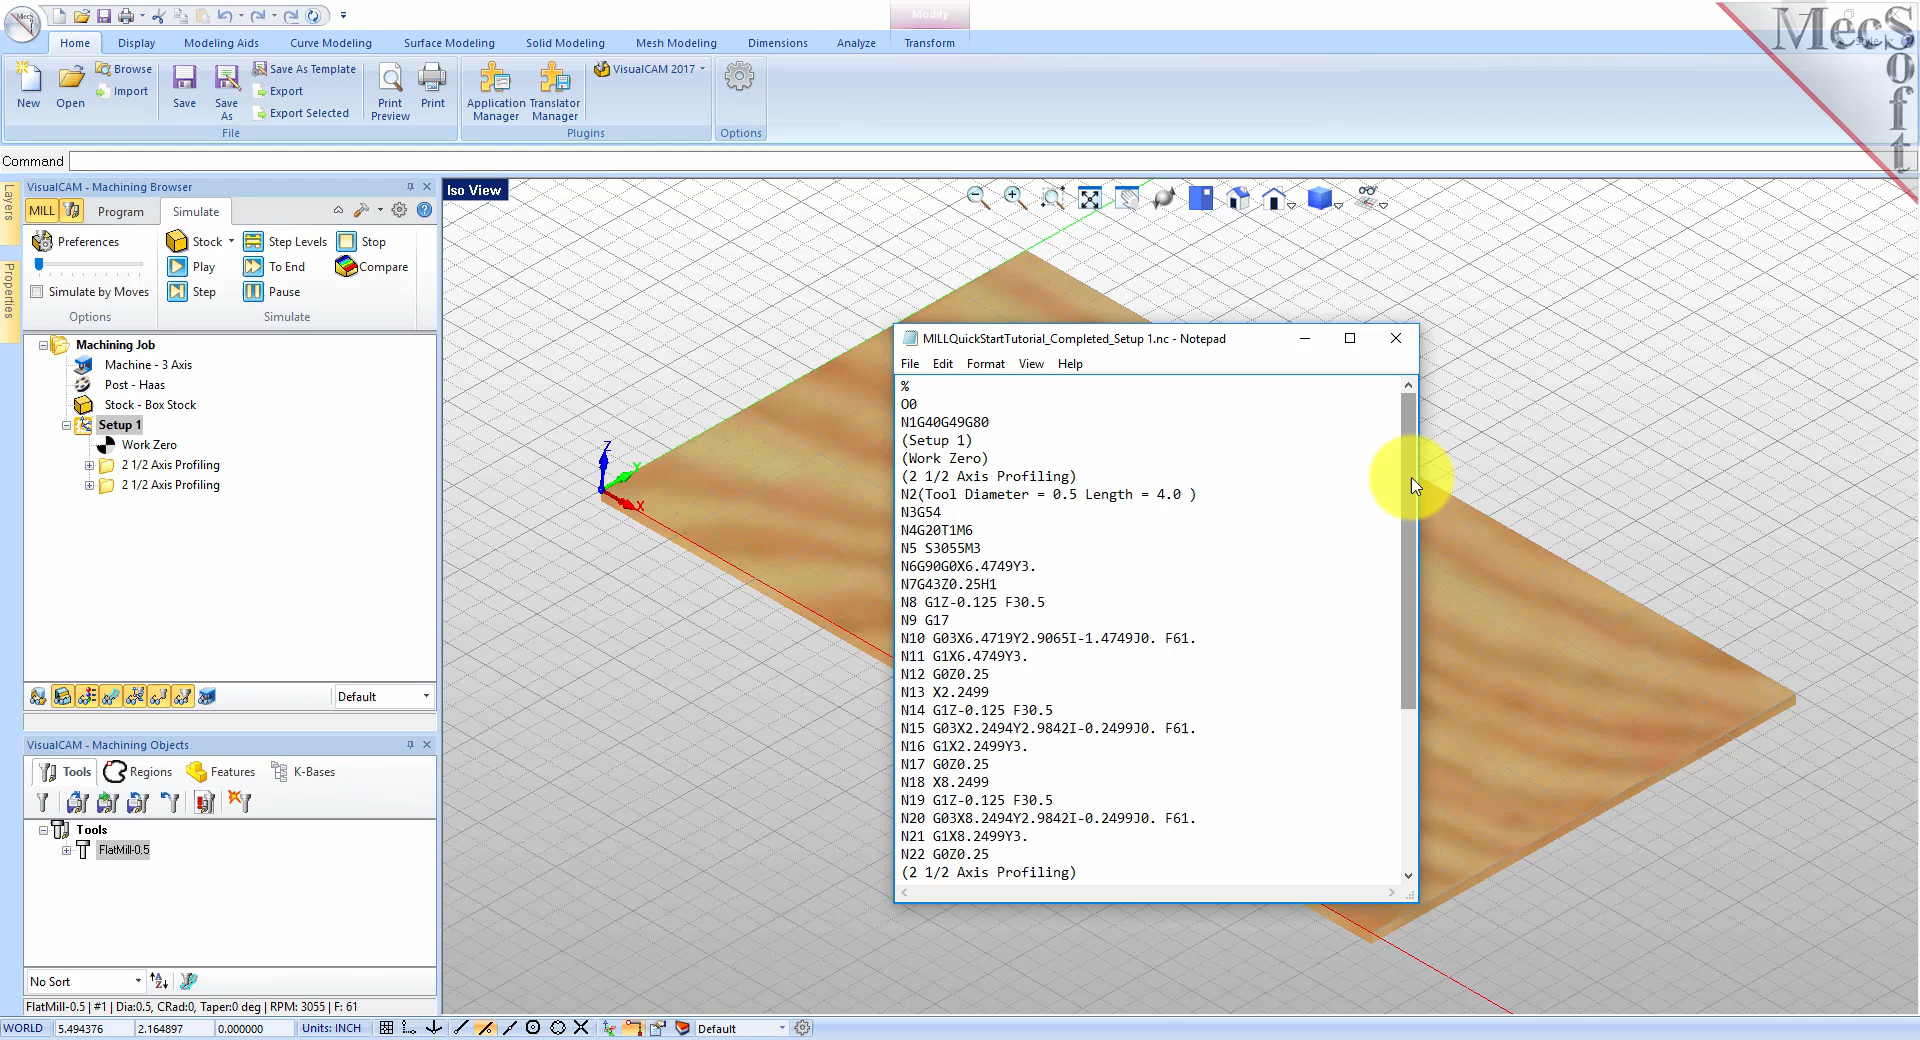 Modify
MecSoft
Home Display Modeling Aids Curve Modeling Surface Modeling Solid Modeling Mesh Modeling Dimensions Analyze Transform
New
Open
Browse
Import
Save
Save As
Save As Template
Export
Export Selected
Print Preview
Print
File
Application Manager
Translator Manager
VisualCAM 2017
Plugins
Options
Command
Layers
Properties
VisualCAM - Machining Browser
MILL Program Simulate
Preferences
Simulate by Moves
Options
Stock Step Levels Stop
Play To End Compare
Step Pause
Simulate
Machining Job
Machine - 3 Axis
Post - Haas
Stock - Box Stock
Setup 1
Work Zero
2 1/2 Axis Profiling
2 1/2 Axis Profiling
Default
VisualCAM - Machining Objects
Tools Regions Features K-Bases
Tools
FlatMill-0.5
No Sort
FlatMill-0.5 | #1 | Dia:0.5, CRad:0, Taper:0 deg | RPM: 3055 | F: 61
WORLD 5.494376 2.164897 0.000000 Units: INCH Default
Iso View
Z
Y
X
MILLQuickStartTutorial_Completed_Setup 1.nc - Notepad
File Edit Format View Help
%
O0
N1G40G49G80
(Setup 1)
(Work Zero)
(2 1/2 Axis Profiling)
N2(Tool Diameter = 0.5 Length = 4.0 )
N3G54
N4G20T1M6
N5 S3055M3
N6G90G0X6.4749Y3.
N7G43Z0.25H1
N8 G1Z-0.125 F30.5
N9 G17
N10 G03X6.4719Y2.9065I-1.4749J0. F61.
N11 G1X6.4749Y3.
N12 G0Z0.25
N13 X2.2499
N14 G1Z-0.125 F30.5
N15 G03X2.2494Y2.9842I-0.2499J0. F61.
N16 G1X2.2499Y3.
N17 G0Z0.25
N18 X8.2499
N19 G1Z-0.125 F30.5
N20 G03X8.2494Y2.9842I-0.2499J0. F61.
N21 G1X8.2499Y3.
N22 G0Z0.25
(2 1/2 Axis Profiling)